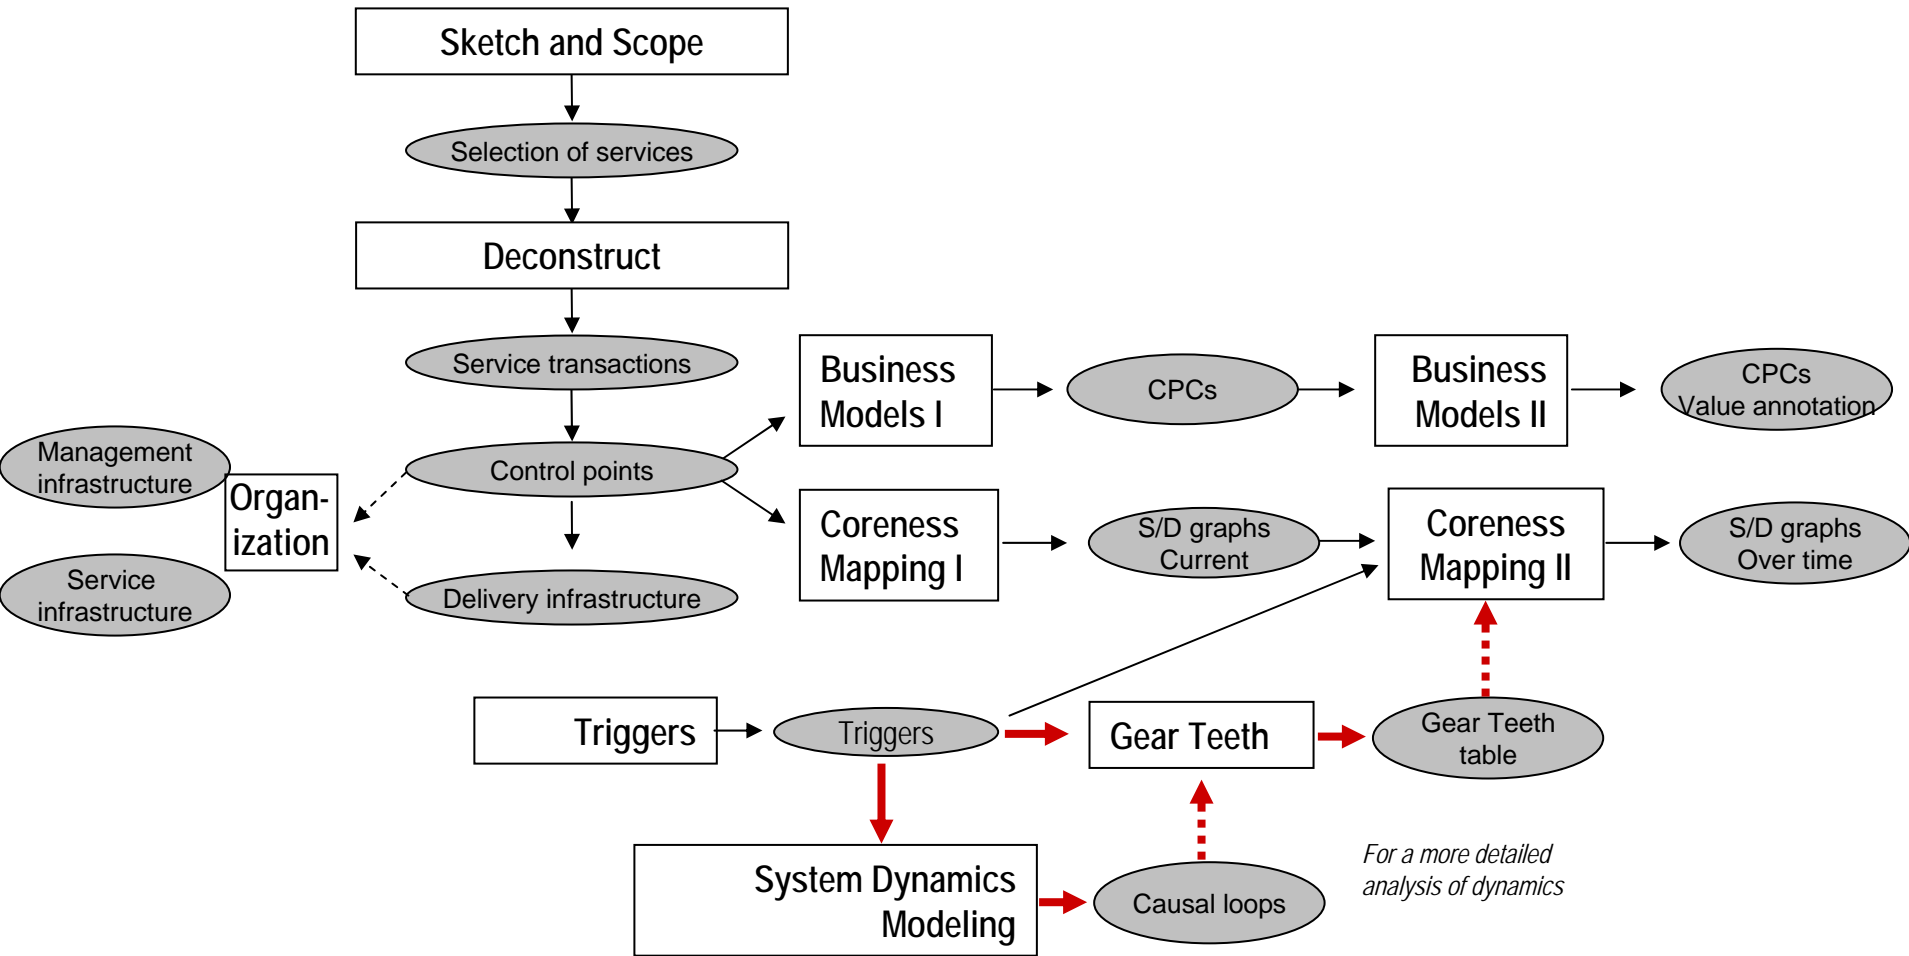 Sketch and Scope
Selection of services
Deconstruct
Service transactions
Business
Models I
CPCs
Business
Models II
CPCs
Value annotation
Management
infrastructure
Organ-
ization
Control points
Service
infrastructure
Delivery infrastructure
Coreness
Mapping I
S/D graphs
Current
Coreness
Mapping II
S/D graphs
Over time
Triggers
Triggers
Gear Teeth
Gear Teeth
table
System Dynamics
Modeling
Causal loops
For a more detailed
analysis of dynamics